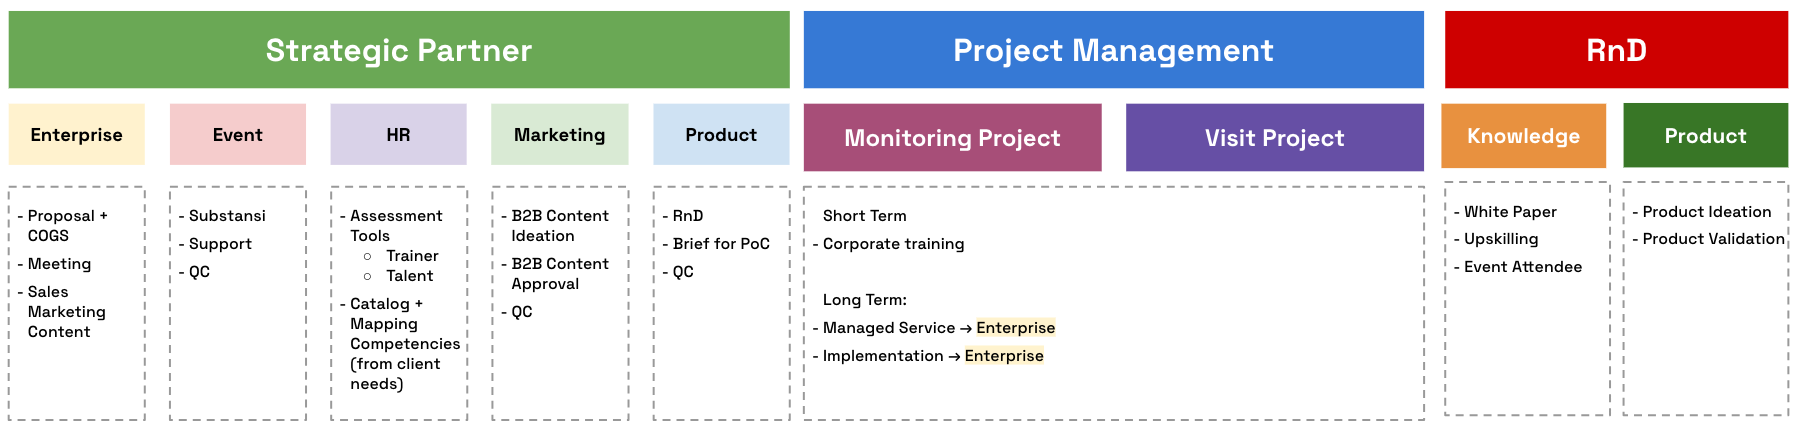 Strategic Partner
Project Management
RnD
Enterprise
Event
HR
Marketing
Product
Monitoring Project
Visit Project
Knowledge
Product
- Proposal +
COGS
- Meeting
- Sales
Marketing
Content
- Substansi
- Support
- QC
- Assessment
Tools
○ Trainer
○ Talent
- Catalog +
Mapping
Competencies
(from client
needs)
- B2B Content
Ideation
- B2B Content
Approval
- QC
- RnD
- Brief for PoC
- QC
Short Term
- Corporate training
Long Term:
- Managed Service → Enterprise
- Implementation → Enterprise
- White Paper
- Upskilling
- Event Attendee
- Product Ideation
- Product Validation